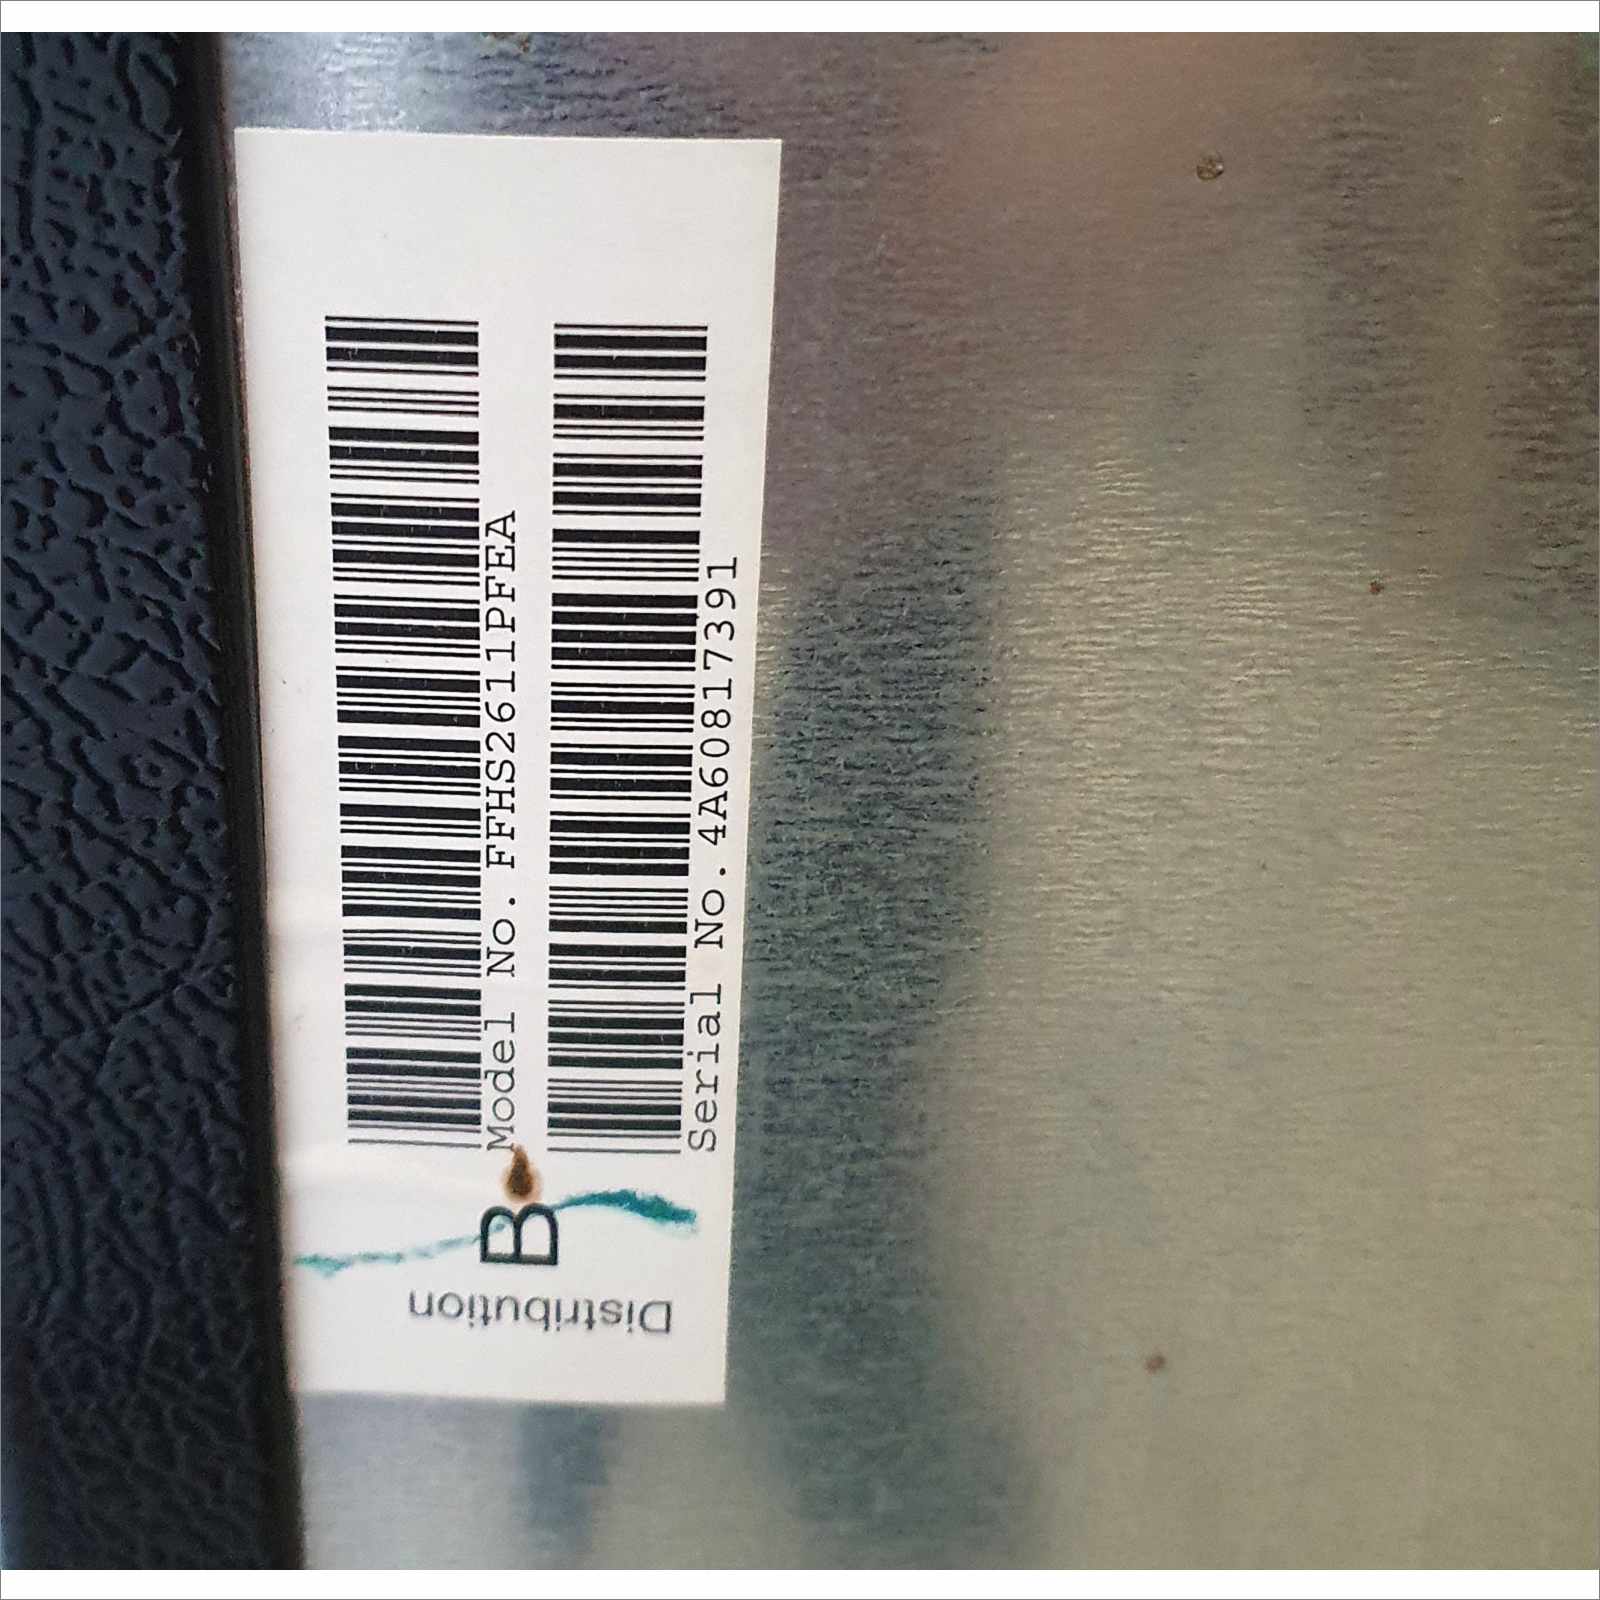 Model No.FFHS2611PFEA
Serial No.4A60817391
B
Distribution